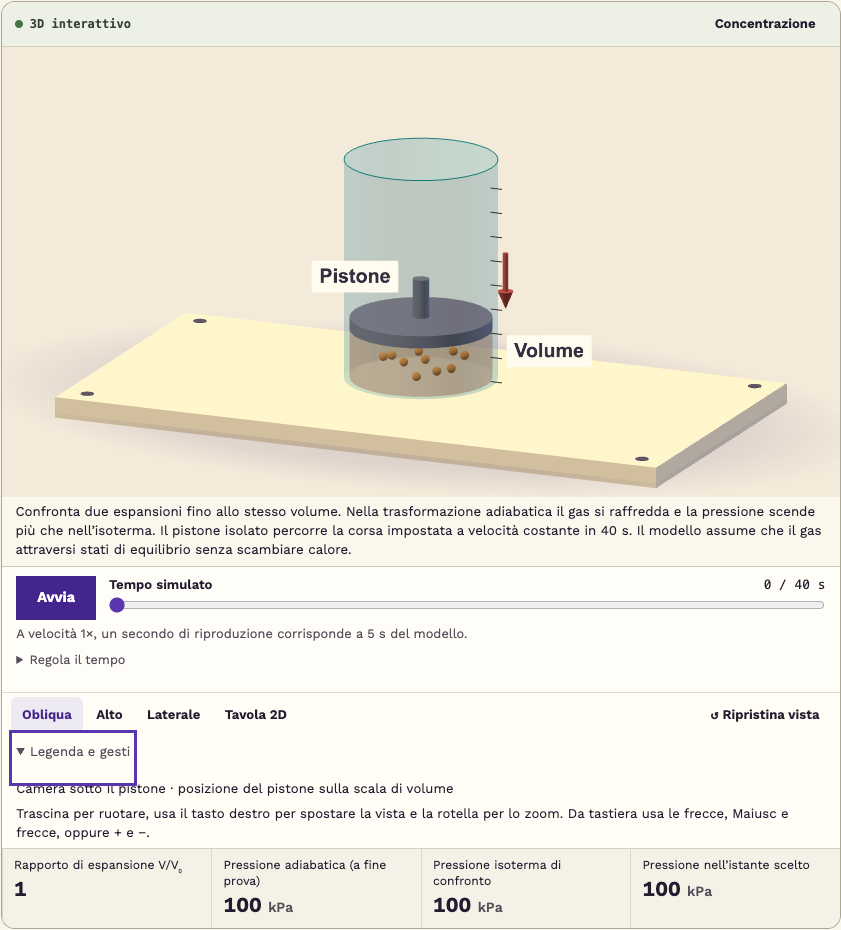 3D interattivo
Concentrazione
Pistone
Volume
Confronta due espansioni fino allo stesso volume. Nella trasformazione adiabatica il gas si raffredda e la pressione scende
più che nell’isoterma. Il pistone isolato percorre la corsa impostata a velocità costante in 40 s. Il modello assume che il gas
attraversi stati di equilibrio senza scambiare calore.
Avvia
Tempo simulato
0 / 40 s
A velocità 1×, un secondo di riproduzione corrisponde a 5 s del modello.
▶ Regola il tempo
Obliqua
Alto
Laterale
Tavola 2D
↺ Ripristina vista
▼ Legenda e gesti
Camera sotto il pistone · posizione del pistone sulla scala di volume
Trascina per ruotare, usa il tasto destro per spostare la vista e la rotella per lo zoom. Da tastiera usa le frecce, Maiusc e
frecce, oppure + e −.
Rapporto di espansione V/V₀
1
Pressione adiabatica (a fine
prova)
100 kPa
Pressione isoterma di
confronto
100 kPa
Pressione nell’istante scelto
100 kPa